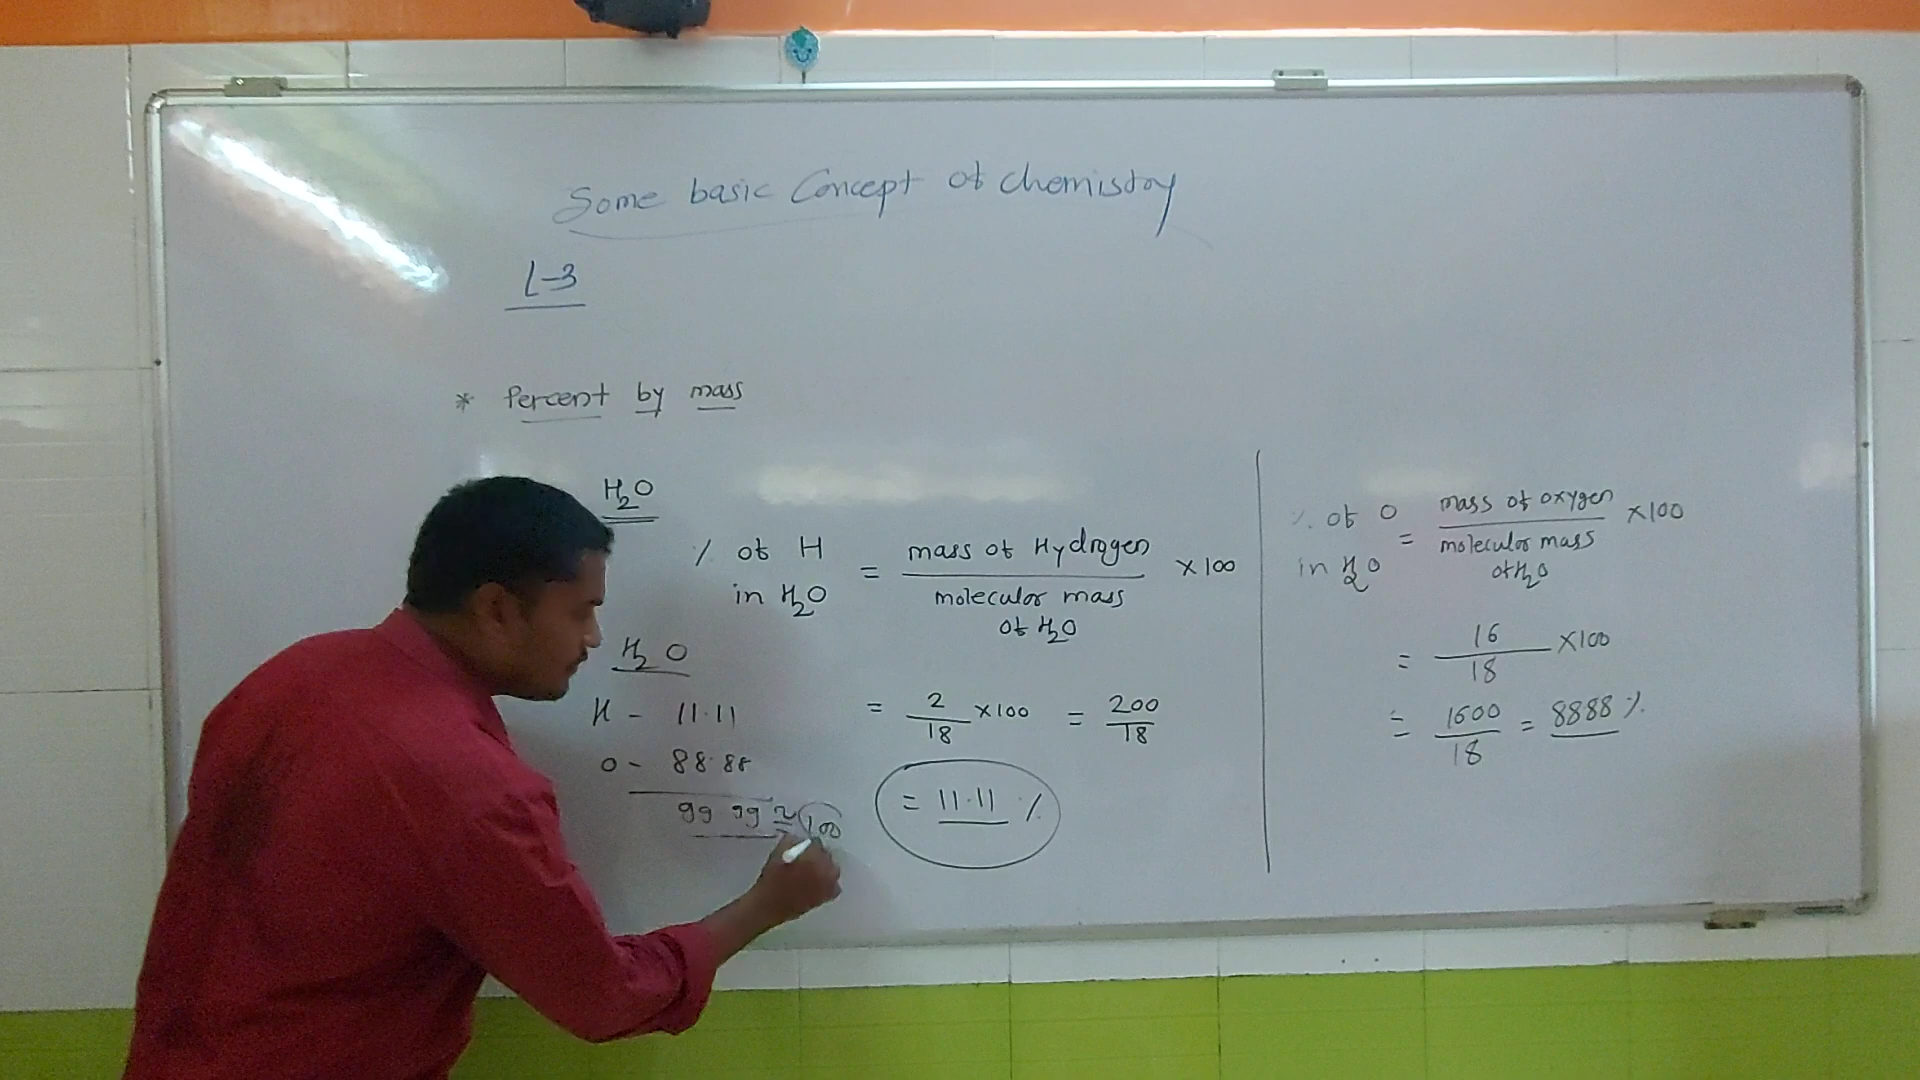 Some basic Concept of chemistry
L-3
* Percent by mass
H₂O
% of H in H₂O = mass of Hydrogen / molecular mass of H₂O × 100
= 2/18 × 100 = 200/18
= 11.11 %
H₂O
H - 11.11
O - 88.88
99 99 ≈ 100
% of O in H₂O = mass of oxygen / molecular mass of H₂O × 100
= 16/18 × 100
= 1600/18 = 8888 %